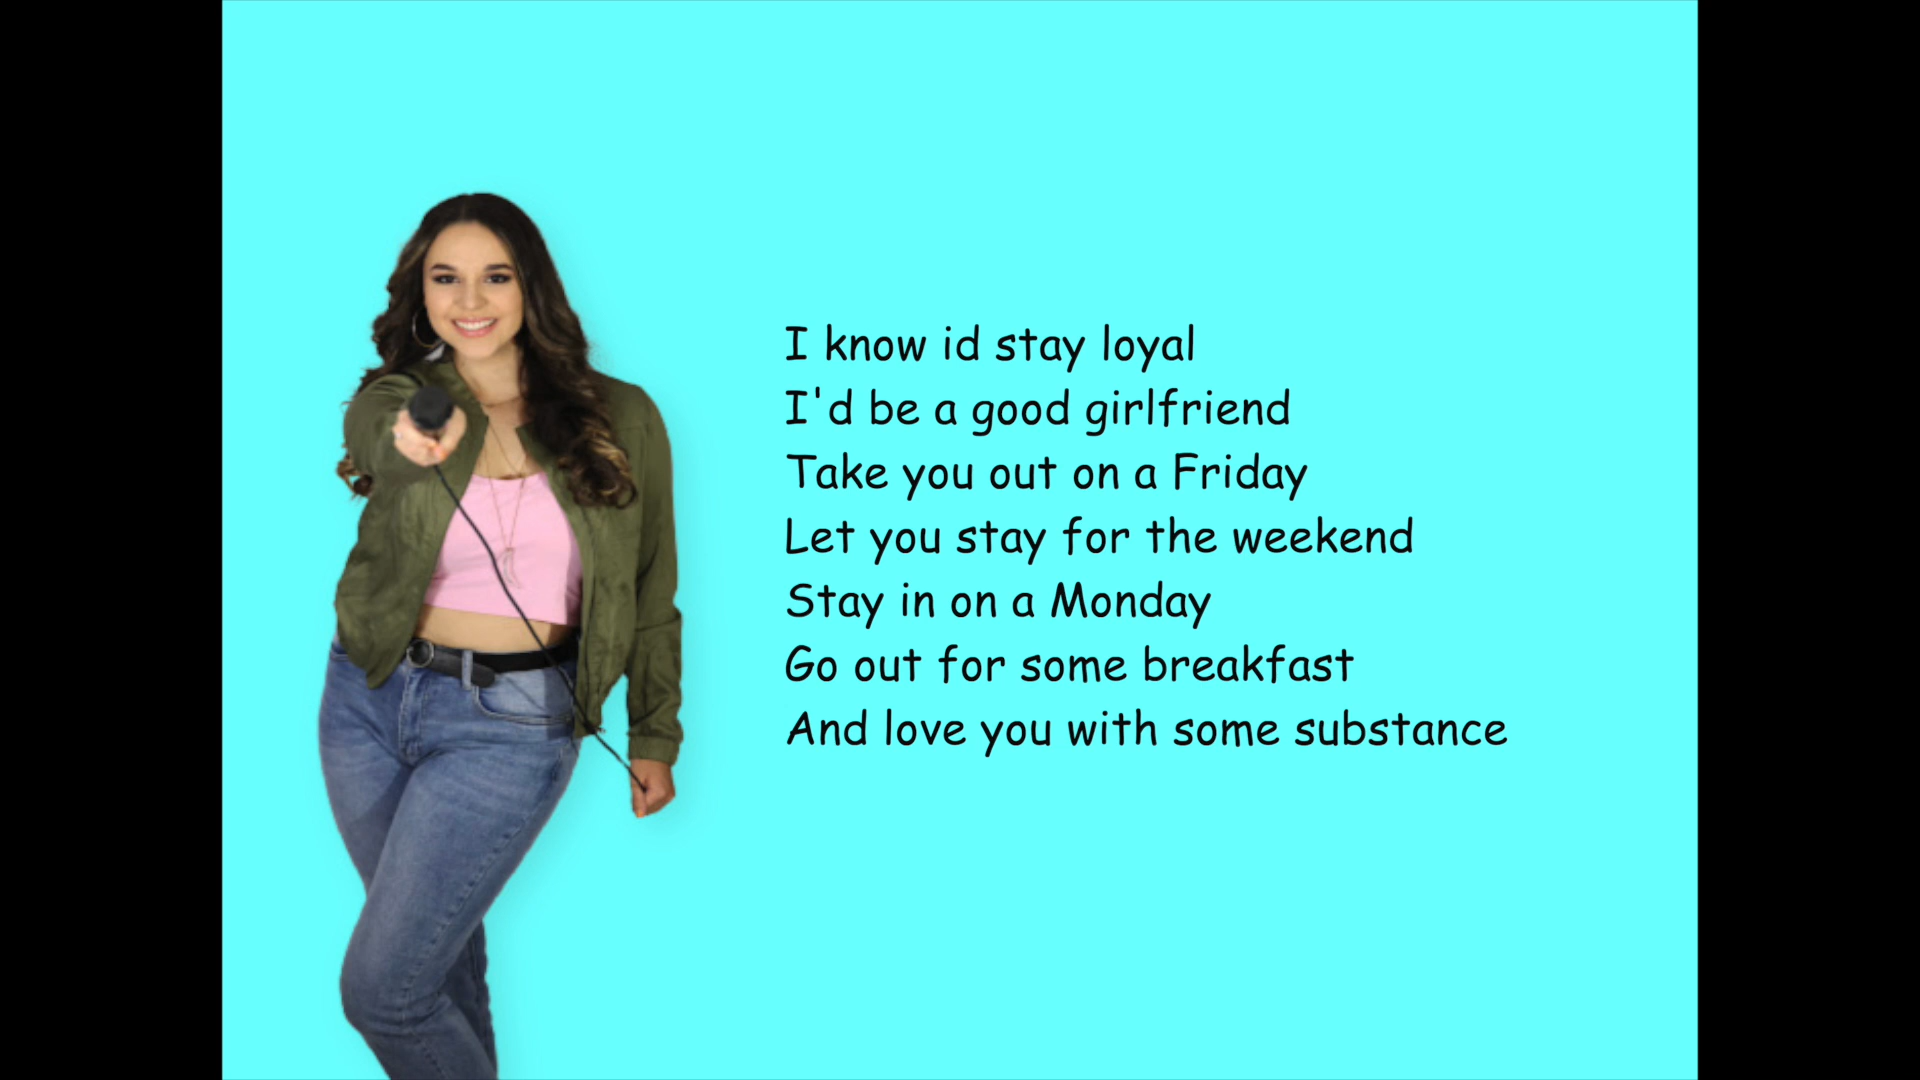 I know id stay loyal
I'd be a good girlfriend
Take you out on a Friday
Let you stay for the weekend
Stay in on a Monday
Go out for some breakfast
And love you with some substance